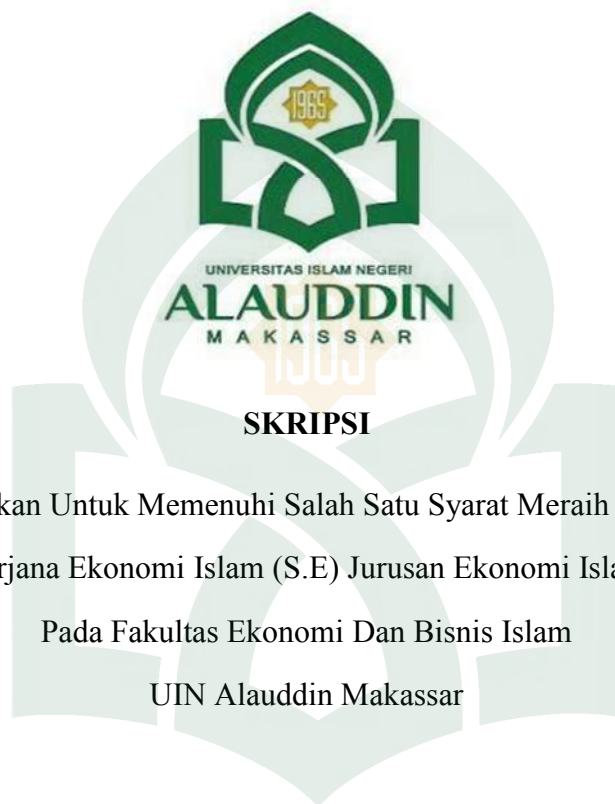 1965
UNIVERSITAS ISLAM NEGERI
ALAUDDIN
MAKASSAR
1965
SKRIPSI
kan Untuk Memenuhi Salah Satu Syarat Meraih
rjana Ekonomi Islam (S.E) Jurusan Ekonomi Isla
Pada Fakultas Ekonomi Dan Bisnis Islam
UIN Alauddin Makassar